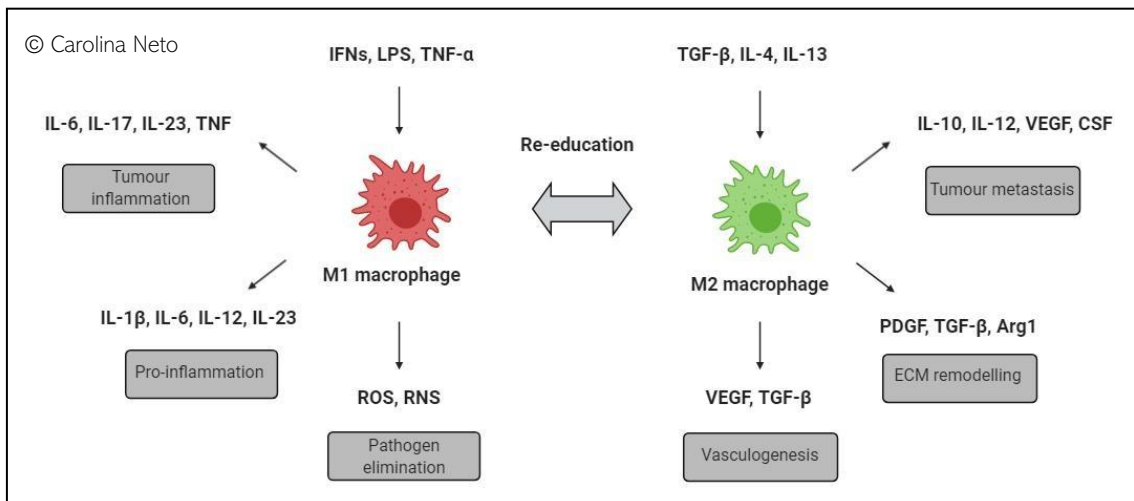 © Carolina Neto
IFNs, LPS, TNF-α
TGF-β, IL-4, IL-13
IL-6, IL-17, IL-23, TNF
Tumour
inflammation
Re-education
IL-10, IL-12, VEGF, CSF
Tumour metastasis
M1 macrophage
M2 macrophage
IL-1β, IL-6, IL-12, IL-23
Pro-inflammation
PDGF, TGF-β, Arg1
ECM remodelling
ROS, RNS
Pathogen
elimination
VEGF, TGF-β
Vasculogenesis